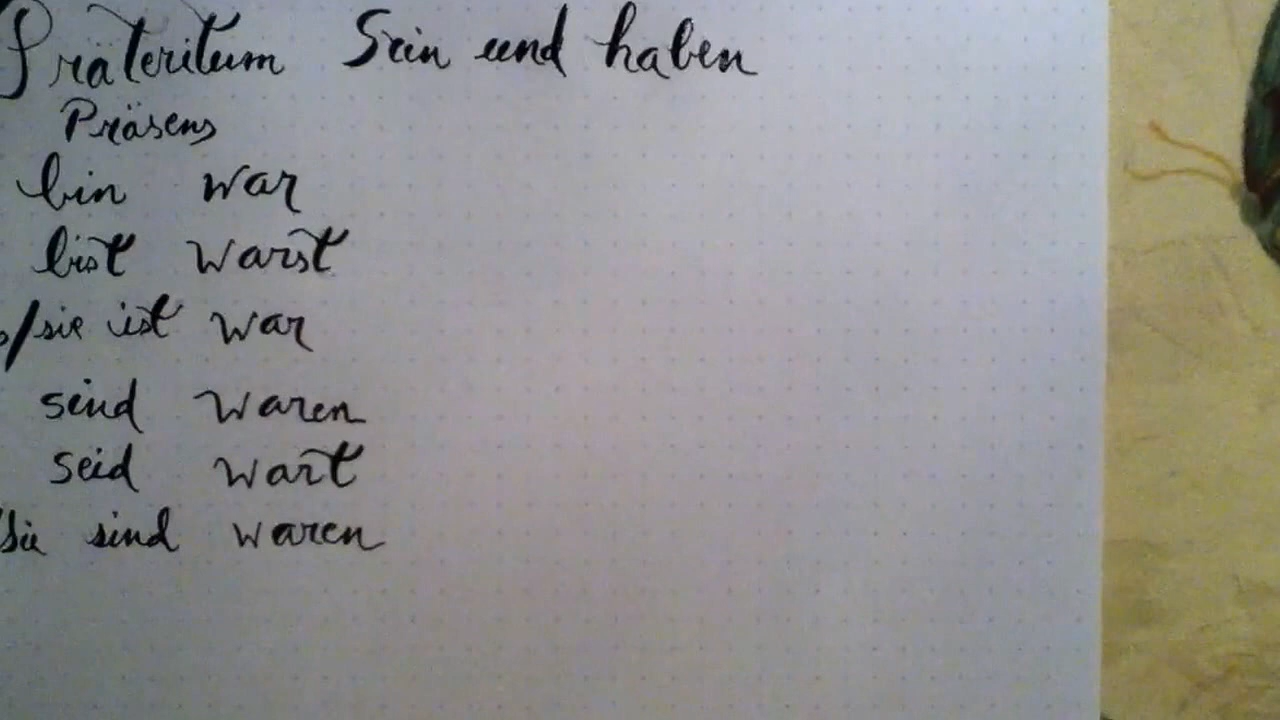 Präteritum Sein und haben
Präsens
bin war
bist warst
/sie ist war
sind waren
seid wart
Sie sind waren